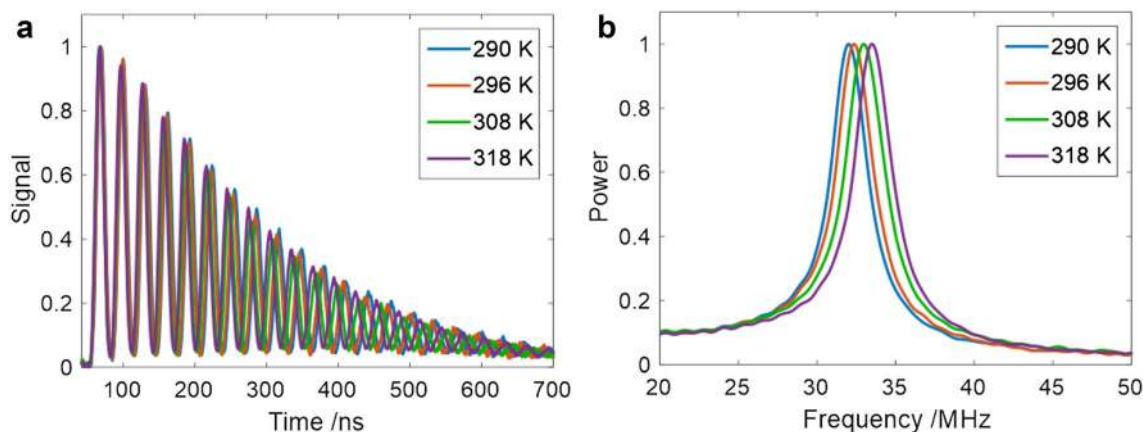 a
Signal
1
0.8
0.6
0.4
0.2
0
100 200 300 400 500 600 700
Time /ns
290 K
296 K
308 K
318 K
b
Power
1
0.8
0.6
0.4
0.2
0
20 25 30 35 40 45 50
Frequency /MHz
290 K
296 K
308 K
318 K